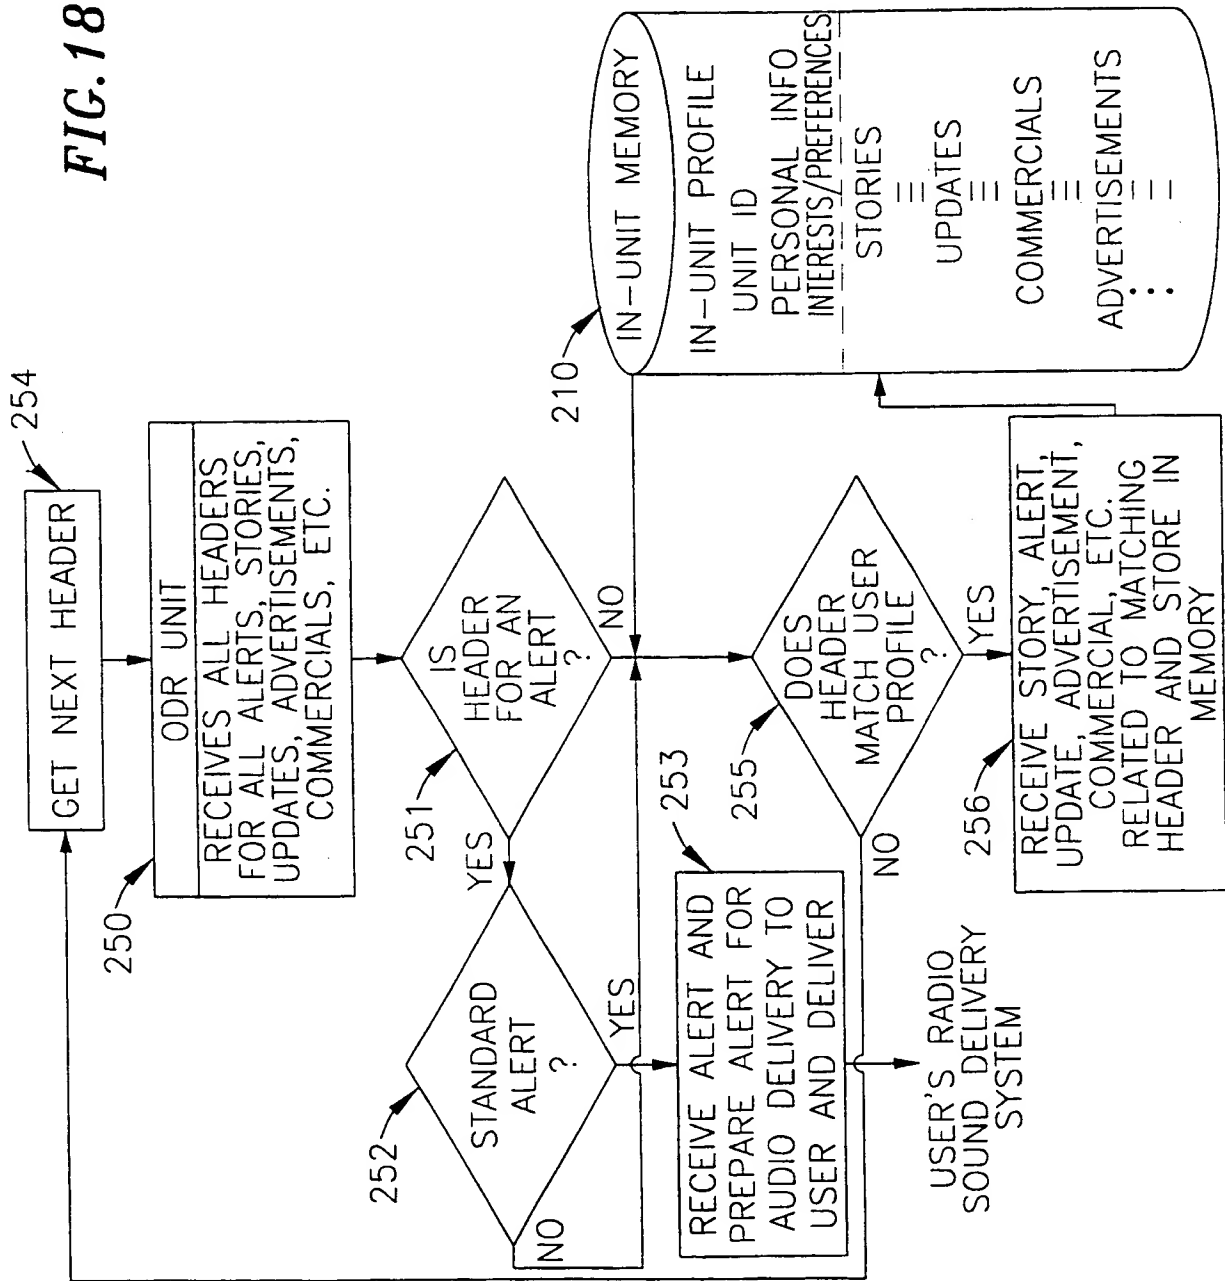 FIG. 18
254
GET NEXT HEADER
250
ODR UNIT
RECEIVES ALL HEADERS
FOR ALL ALERTS, STORIES,
UPDATES, ADVERTISEMENTS,
COMMERCIALS, ETC.
251
IS
HEADER
FOR AN
ALERT
?
YES
NO
252
STANDARD
ALERT
?
NO
YES
253
RECEIVE ALERT AND
PREPARE ALERT FOR
AUDIO DELIVERY TO
USER AND DELIVER
USER'S RADIO
SOUND DELIVERY
SYSTEM
255
DOES
HEADER
MATCH USER
PROFILE
?
NO
YES
256
RECEIVE STORY, ALERT,
UPDATE, ADVERTISEMENT,
COMMERCIAL, ETC.
RELATED TO MATCHING
HEADER AND STORE IN
MEMORY
210
IN-UNIT MEMORY
IN-UNIT PROFILE
UNIT ID
PERSONAL INFO
INTERESTS/PREFERENCES
STORIES
UPDATES
COMMERCIALS
ADVERTISEMENTS